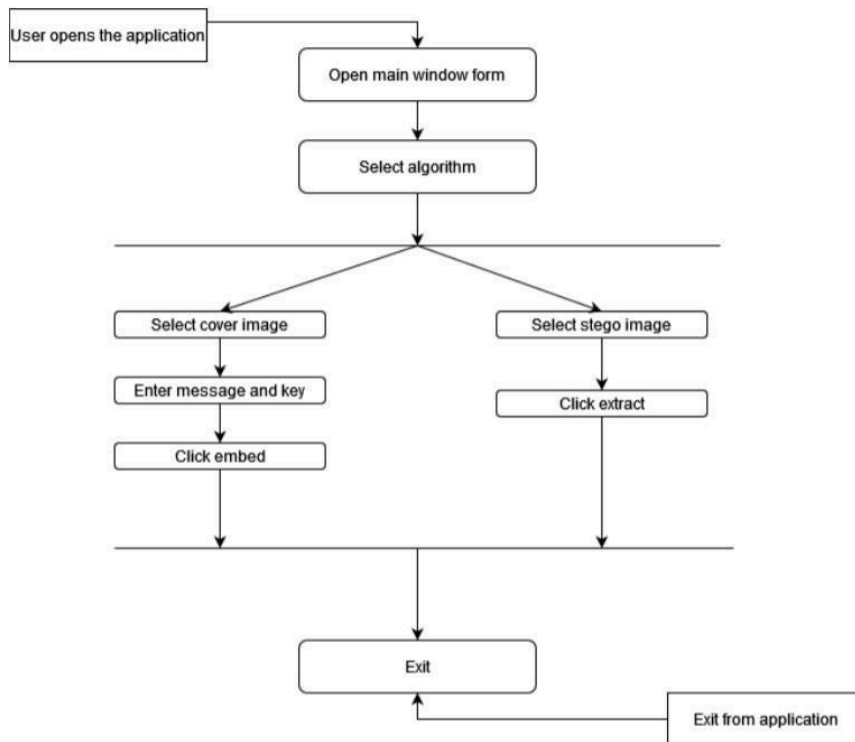 User opens the application
Open main window form
Select algorithm
Select cover image
Select stego image
Enter message and key
Click extract
Click embed
Exit
Exit from application